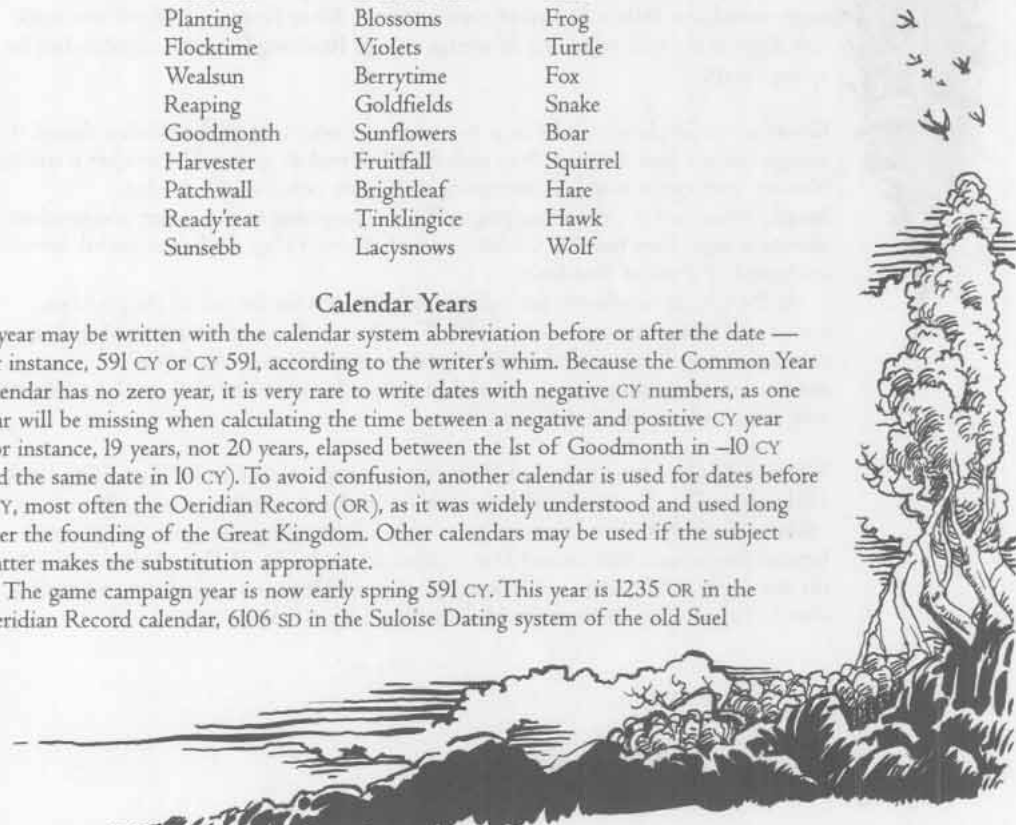 Planting Blossoms Frog
Flocktime Violets Turtle
Wealsun Berrytime Fox
Reaping Goldfields Snake
Goodmonth Sunflowers Boar
Harvester Fruitfall Squirrel
Patchwall Brightleaf Hare
Ready'reat Tinklingice Hawk
Sunsebb Lacysnows Wolf
Calendar Years
year may be written with the calendar system abbreviation before or after the date —
r instance, 591 CY or CY 591, according to the writer's whim. Because the Common Year
lendar has no zero year, it is very rare to write dates with negative CY numbers, as one
ar will be missing when calculating the time between a negative and positive CY year
or instance, 19 years, not 20 years, elapsed between the 1st of Goodmonth in –10 CY
d the same date in 10 CY). To avoid confusion, another calendar is used for dates before
CY, most often the Oeridian Record (OR), as it was widely understood and used long
er the founding of the Great Kingdom. Other calendars may be used if the subject
atter makes the substitution appropriate.
The game campaign year is now early spring 591 CY. This year is 1235 OR in the
eridian Record calendar, 6106 SD in the Suloise Dating system of the old Suel